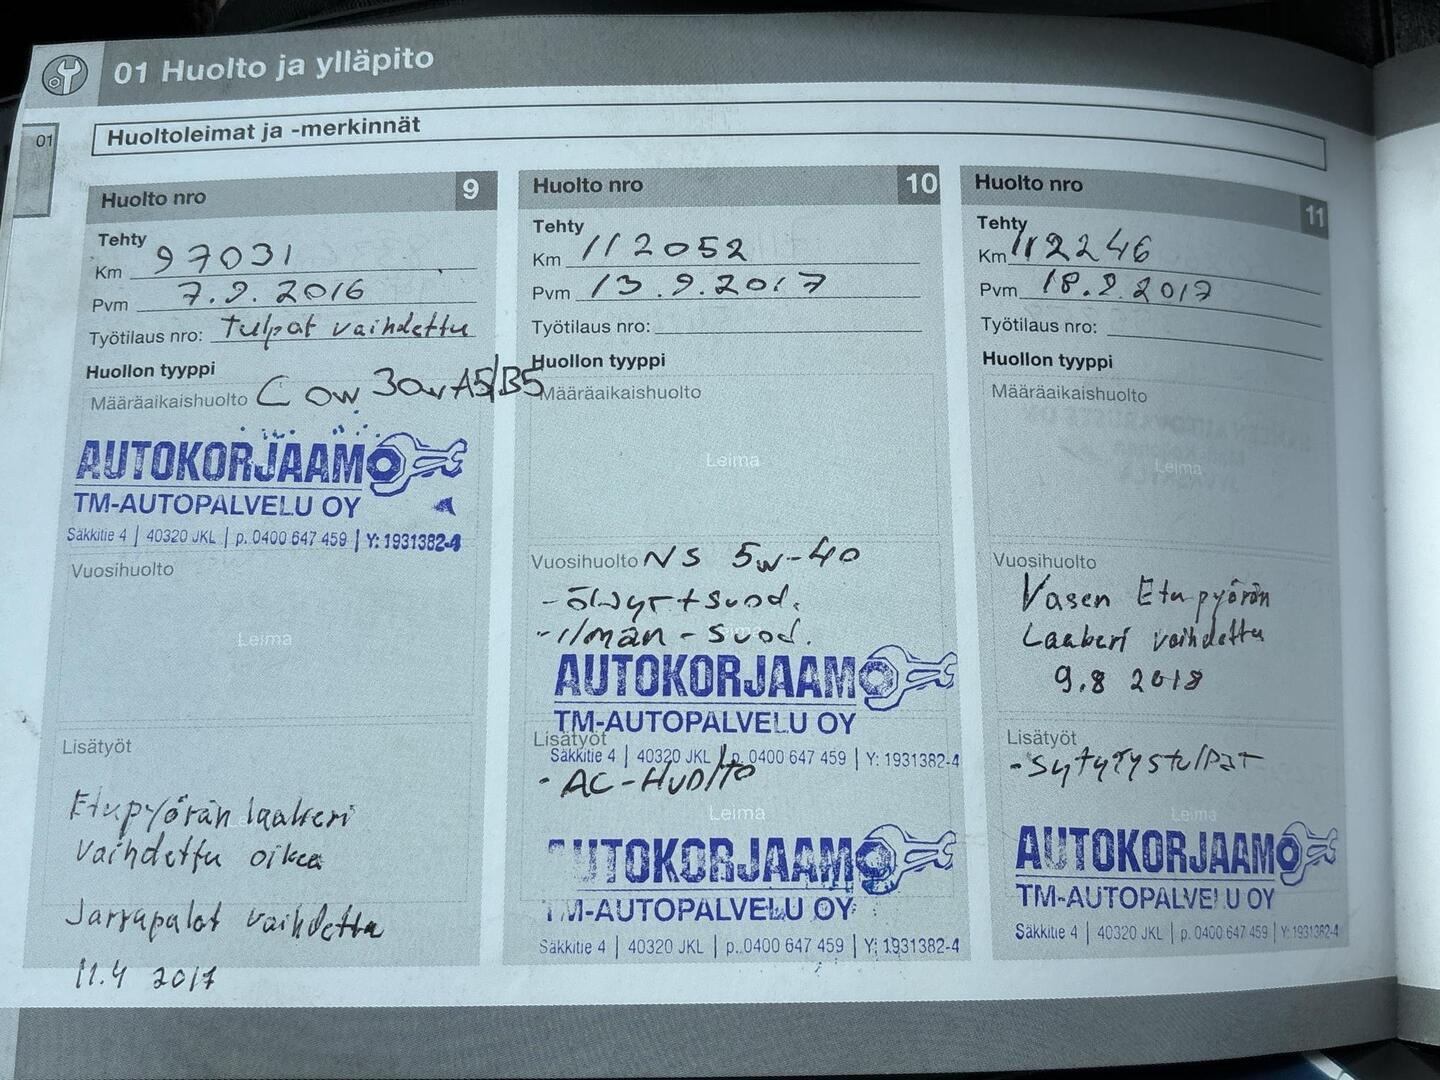 01 Huolto ja ylläpito
01
Huoltoleimat ja -merkinnät
Huolto nro 9
Tehty
Km 97031
Pvm 7.9.2016
Työtilaus nro: Tulpat vaihdettu
Huollon tyyppi
Määräaikaishuolto C 0w30 A5/B5
AUTOKORJAAMO
TM-AUTOPALVELU OY
Säkkitie 4 | 40320 JKL | p. 0400 647 459 | Y: 1931382-4
Vuosihuolto
Leima
Lisätyöt
Etupyörän laakeri
vaihdettu oikea
Jarrupalat vaihdettu
11.4 2017
Huolto nro 10
Tehty
Km 112052
Pvm 13.9.2017
Työtilaus nro:
Huollon tyyppi
Määräaikaishuolto
Leima
Vuosihuolto NS 5w-40
-öljyt+suod.
-ilman-suod.
AUTOKORJAAMO
TM-AUTOPALVELU OY
Lisätyöt
Säkkitie 4 | 40320 JKL | p. 0400 647 459 | Y: 1931382-4
- AC-Huolto
Leima
AUTOKORJAAMO
TM-AUTOPALVELU OY
Säkkitie 4 | 40320 JKL | p. 0400 647 459 | Y: 1931382-4
Huolto nro 11
Tehty
Km 112246
Pvm 18.9.2017
Työtilaus nro:
Huollon tyyppi
Määräaikaishuolto
Leima
Vuosihuolto
Vasen Etupyörän
Laakeri vaihdettu
9.8 2018
Lisätyöt
-sytytystulpat
Leima
AUTOKORJAAMO
TM-AUTOPALVELU OY
Säkkitie 4 | 40320 JKL | p. 0400 647 459 | Y: 1931382-4